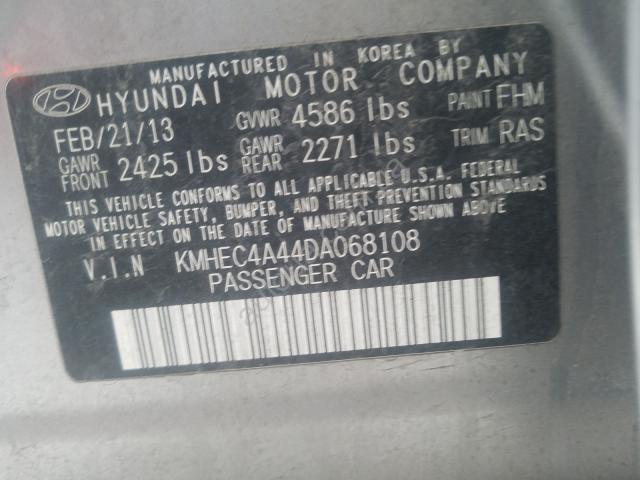 MANUFACTURED IN KOREA BY
HYUNDAI MOTOR COMPANY
FEB/21/13 GVWR 4586 lbs PAINT FHM
GAWR FRONT 2425 lbs GAWR REAR 2271 lbs TRIM RAS
THIS VEHICLE CONFORMS TO ALL APPLICABLE U.S.A. FEDERAL
MOTOR VEHICLE SAFETY, BUMPER, AND THEFT PREVENTION STANDARDS
IN EFFECT ON THE DATE OF MANUFACTURE SHOWN ABOVE
V.I.N KMHEC4A44DA068108
PASSENGER CAR